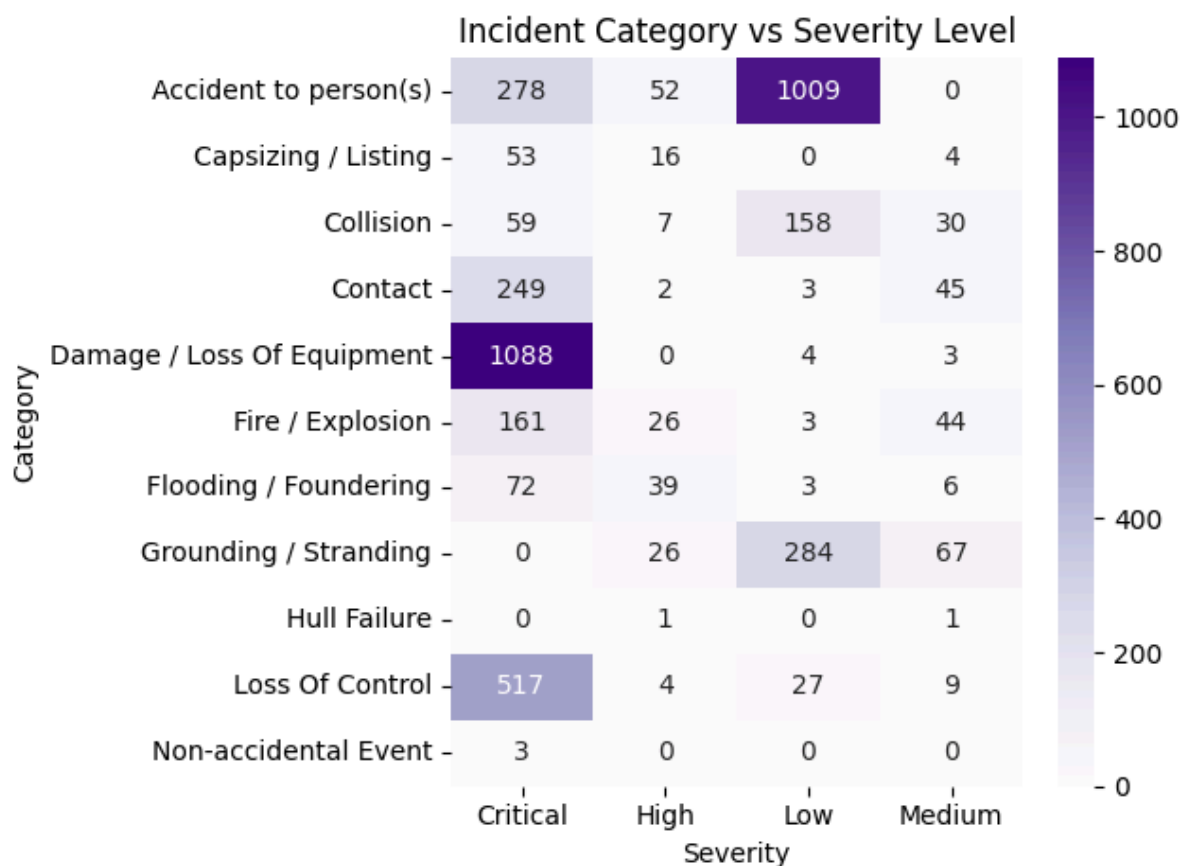 Incident Category vs Severity Level
Category
Accident to person(s) 278 52 1009 0
Capsizing / Listing 53 16 0 4
Collision 59 7 158 30
Contact 249 2 3 45
Damage / Loss Of Equipment 1088 0 4 3
Fire / Explosion 161 26 3 44
Flooding / Foundering 72 39 3 6
Grounding / Stranding 0 26 284 67
Hull Failure 0 1 0 1
Loss Of Control 517 4 27 9
Non-accidental Event 3 0 0 0
Critical High Low Medium
Severity
1000
800
600
400
200
0